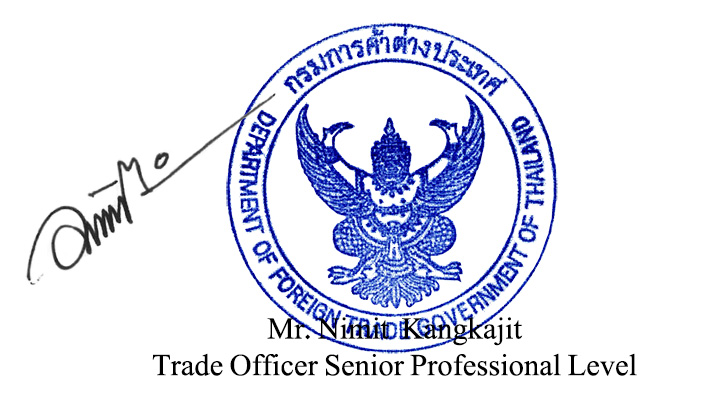 กรมการค้าต่างประเทศ
DEPARTMENT OF FOREIGN TRADE GOVERNMENT OF THAILAND
Mr. Nimit Kangkajit
Trade Officer Senior Professional Level